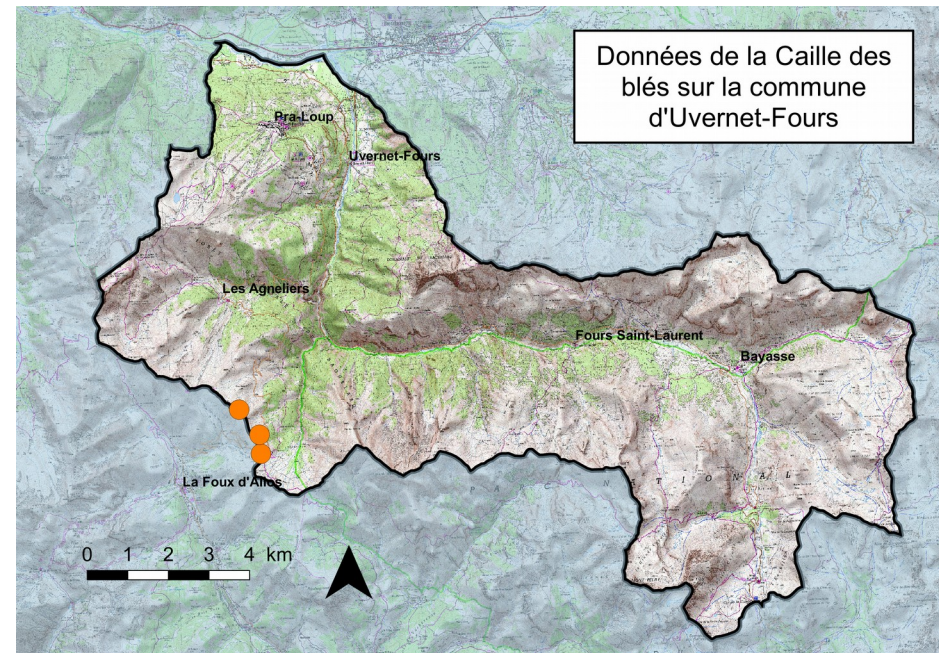 Données de la Caille des
blés sur la commune
d'Uvernet-Fours
Pra-Loup
Uvernet-Fours
Les Agneliers
Fours Saint-Laurent
Bayasse
La Foux d'Allos
0 1 2 3 4 km